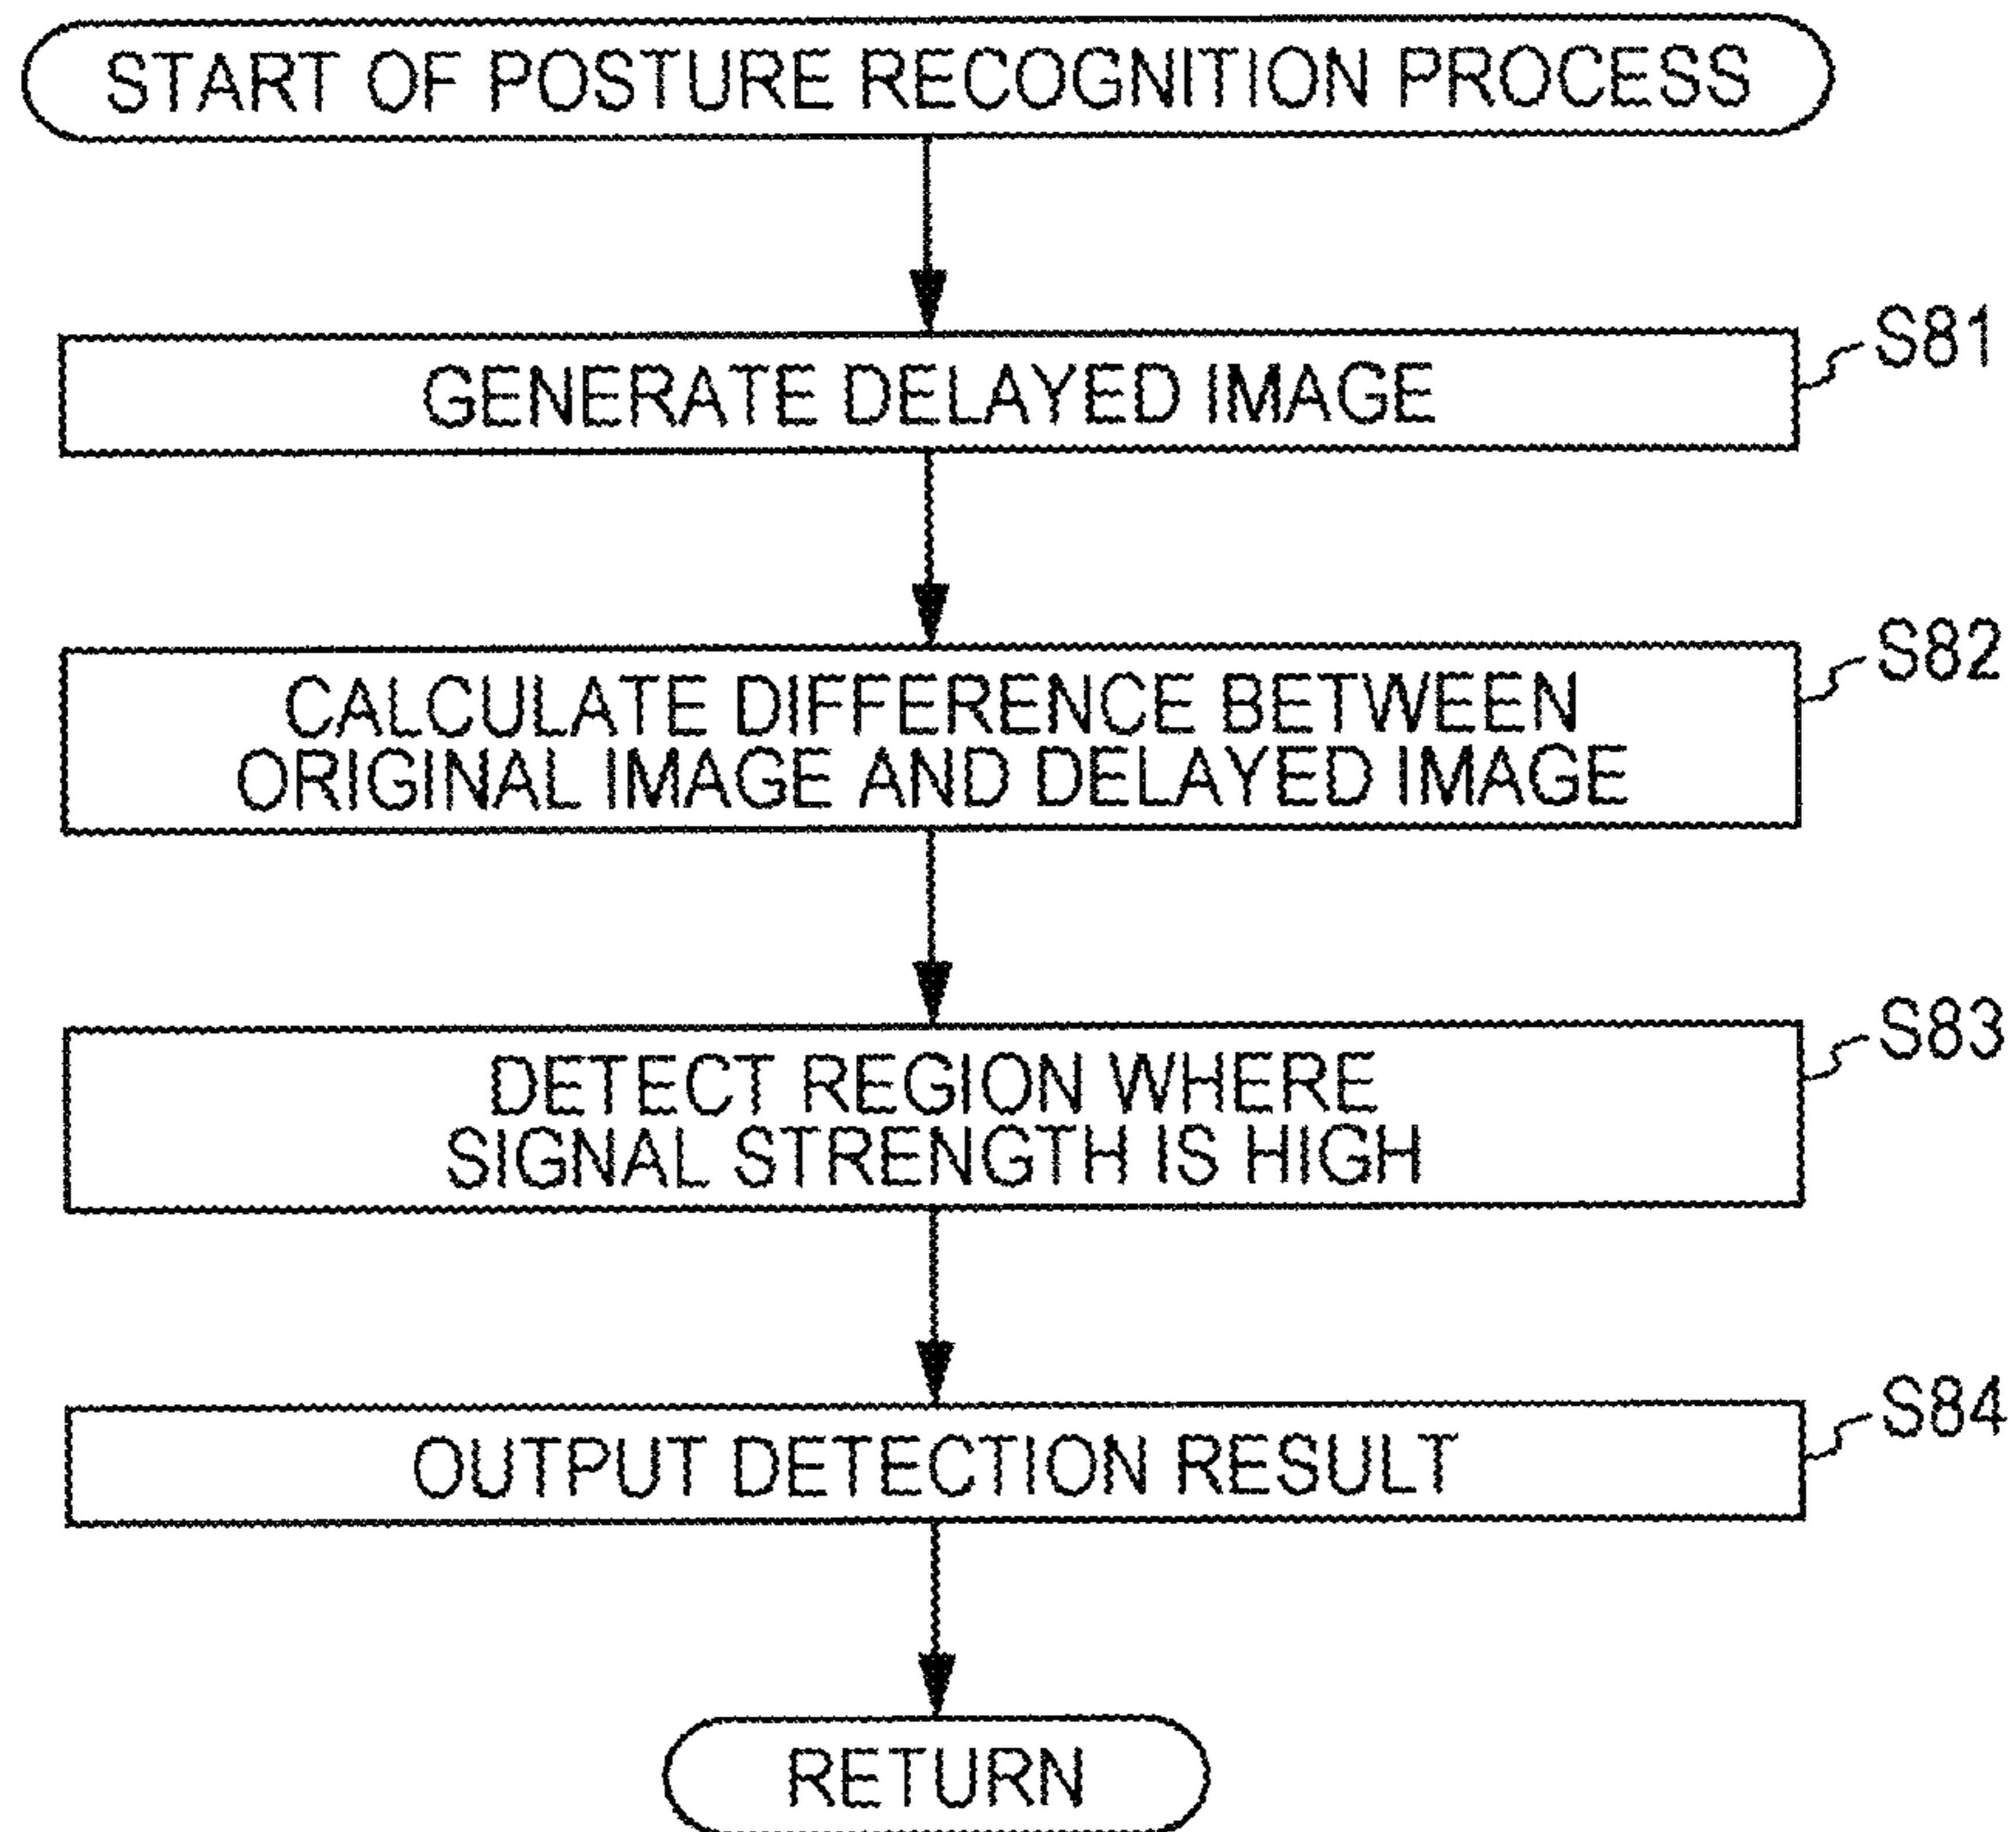 START OF POSTURE RECOGNITION PROCESS
S81
GENERATE DELAYED IMAGE
S82
CALCULATE DIFFERENCE BETWEEN
ORIGINAL IMAGE AND DELAYED IMAGE
S83
DETECT REGION WHERE
SIGNAL STRENGTH IS HIGH
S84
OUTPUT DETECTION RESULT
RETURN